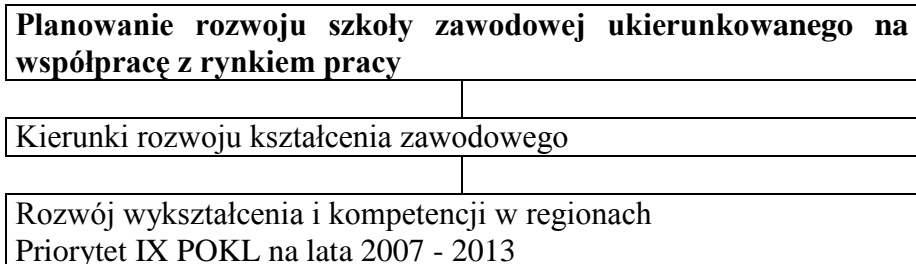 Planowanie rozwoju szkoły zawodowej ukierunkowanego na
współpracę z rynkiem pracy
Kierunki rozwoju kształcenia zawodowego
Rozwój wykształcenia i kompetencji w regionach
Priorytet IX POKL na lata 2007 - 2013